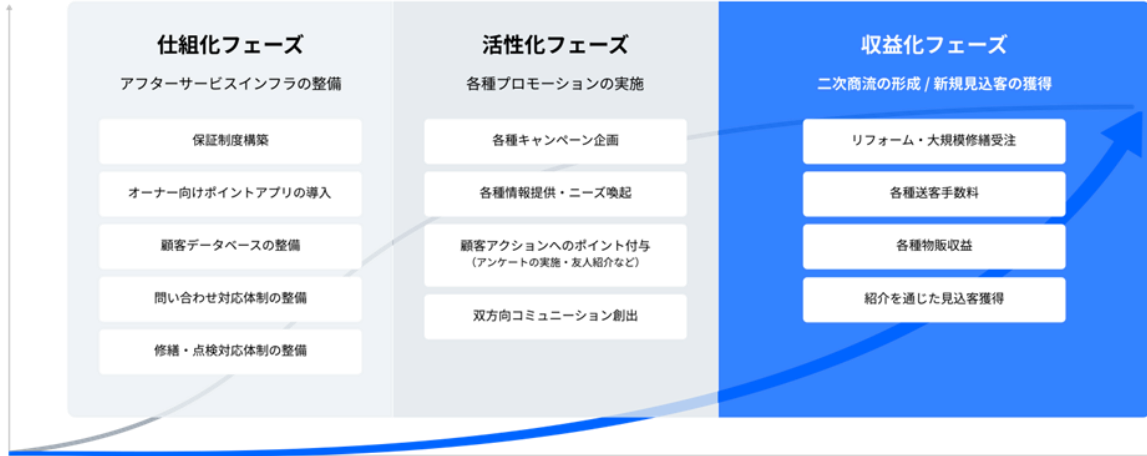 仕組化フェーズ
アフターサービスインフラの整備
保証制度構築
オーナー向けポイントアプリの導入
顧客データベースの整備
問い合わせ対応体制の整備
修繕・点検対応体制の整備
活性化フェーズ
各種プロモーションの実施
各種キャンペーン企画
各種情報提供・ニーズ喚起
顧客アクションへのポイント付与
（アンケートの実施・友人紹介など）
双方向コミュニーション創出
収益化フェーズ
二次商流の形成 / 新規見込客の獲得
リフォーム・大規模修繕受注
各種送客手数料
各種物販収益
紹介を通じた見込客獲得